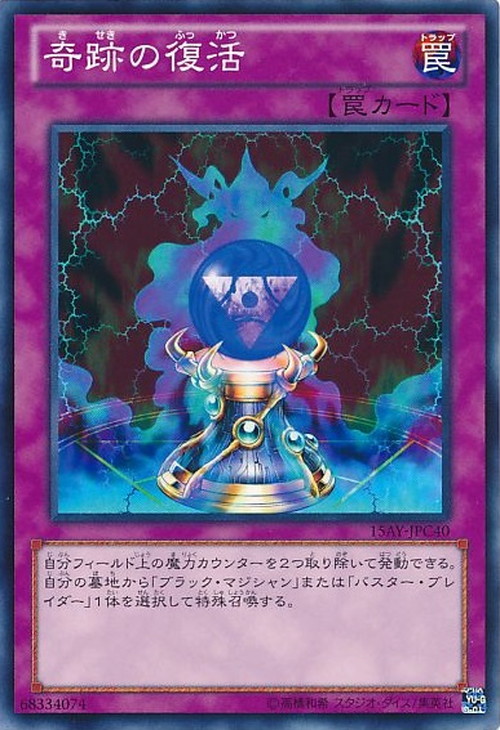 奇跡の復活
罠
【罠カード】
15AY-JPC40
自分フィールド上の魔力カウンターを2つ取り除いて発動できる。
自分の墓地から「ブラック・マジシャン」または「バスター・ブレ
イダー」1体を選択して特殊召喚する。
68334074
©高橋和希 スタジオ・ダイス/集英社